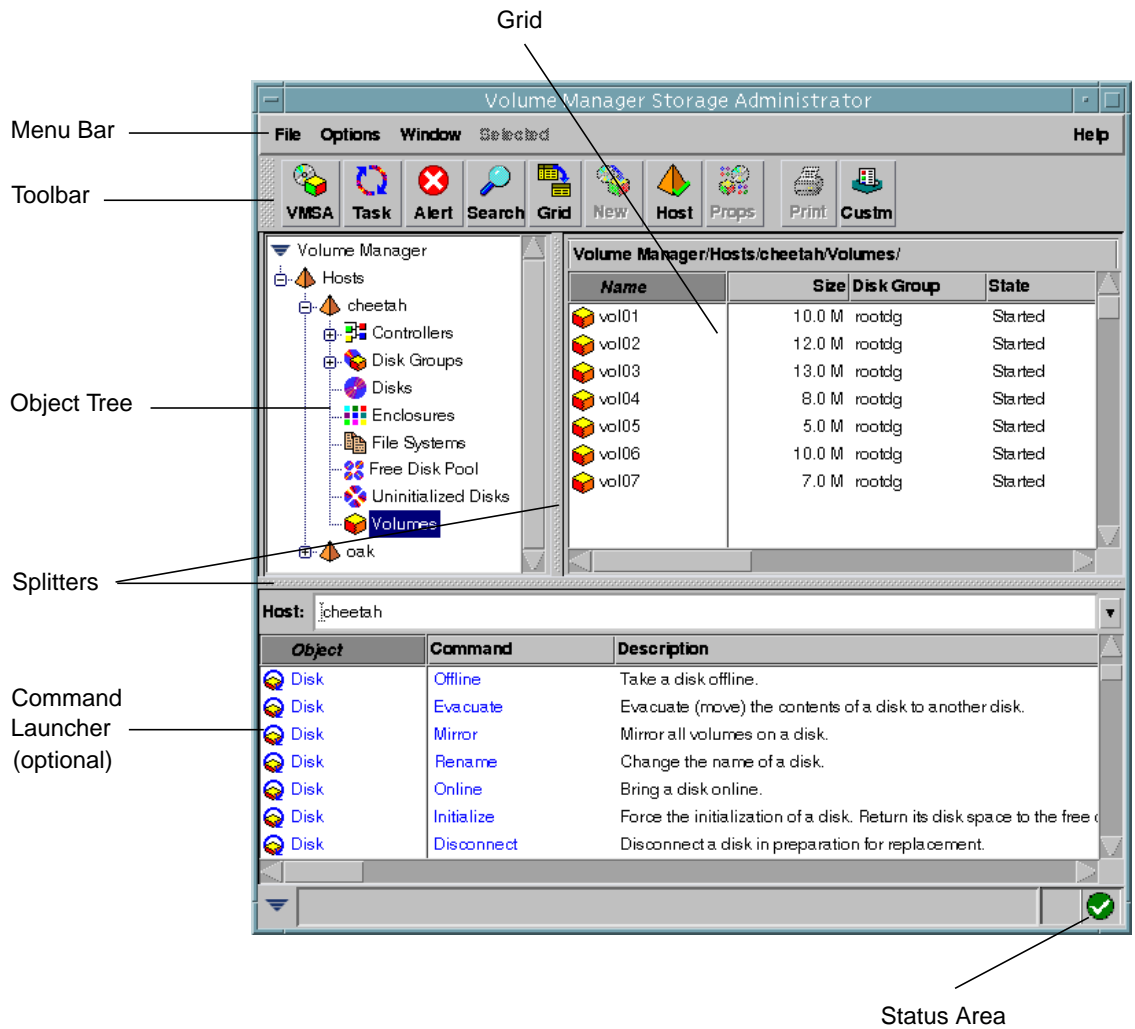 Grid
Volume Manager Storage Administrator
Menu Bar
File Options Window Selected Help
Toolbar
VMSA Task Alert Search Grid New Host Props Print Custm
Volume Manager
Hosts
cheetah
Controllers
Disk Groups
Disks
Enclosures
File Systems
Free Disk Pool
Uninitialized Disks
Volumes
oak
Object Tree
Volume Manager/Hosts/cheetah/Volumes/
Name Size Disk Group State
vol01 10.0 M rootdg Started
vol02 12.0 M rootdg Started
vol03 13.0 M rootdg Started
vol04 8.0 M rootdg Started
vol05 5.0 M rootdg Started
vol06 10.0 M rootdg Started
vol07 7.0 M rootdg Started
Splitters
Host: cheetah
Object Command Description
Disk Offline Take a disk offline.
Disk Evacuate Evacuate (move) the contents of a disk to another disk.
Disk Mirror Mirror all volumes on a disk.
Disk Rename Change the name of a disk.
Disk Online Bring a disk online.
Disk Initialize Force the initialization of a disk. Return its disk space to the free
Disk Disconnect Disconnect a disk in preparation for replacement.
Command
Launcher
(optional)
Status Area